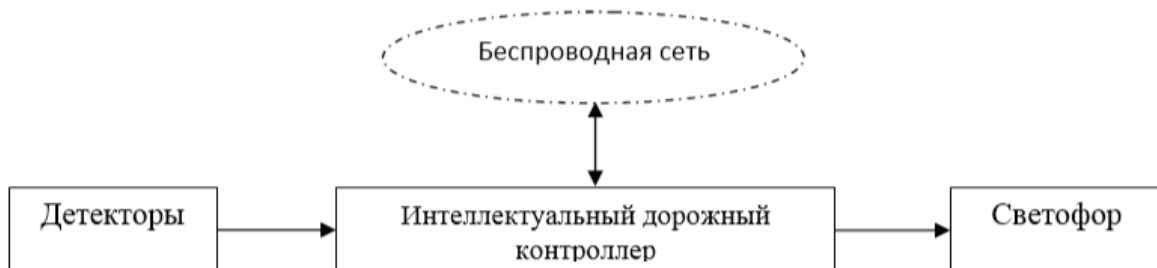 Беспроводная сеть
Детекторы
Интеллектуальный дорожный
контроллер
Светофор